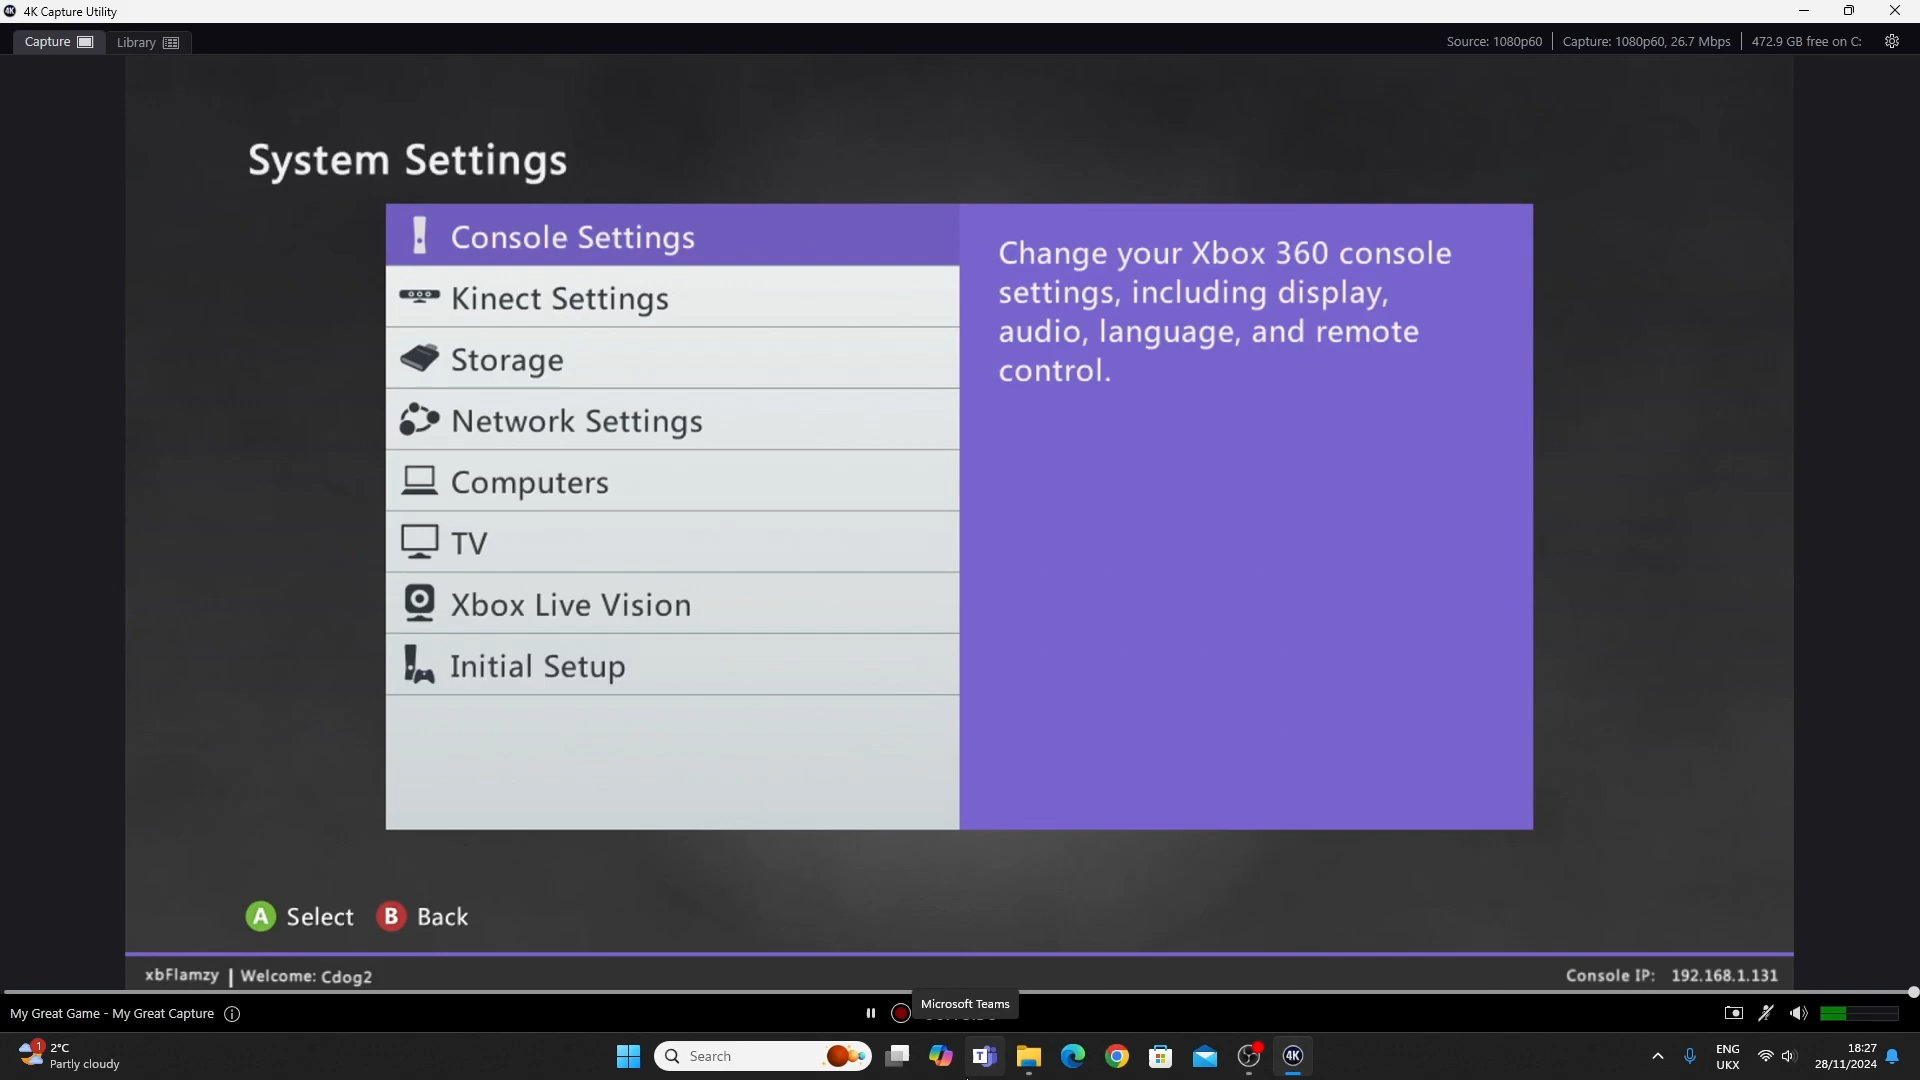 4K Capture Utility
Capture
Library
Source: 1080p60
Capture: 1080p60, 26.7 Mbps
472.9 GB free on C:
System Settings
Console Settings
Kinect Settings
Storage
Network Settings
Computers
TV
Xbox Live Vision
Initial Setup
Change your Xbox 360 console
settings, including display,
audio, language, and remote
control.
A Select B Back
xbFlamzy | Welcome: Cdog2
Console IP: 192.168.1.131
My Great Game - My Great Capture
Microsoft Teams
1
2°C
Partly cloudy
Search
4K
ENG
UKX
18:27
28/11/2024